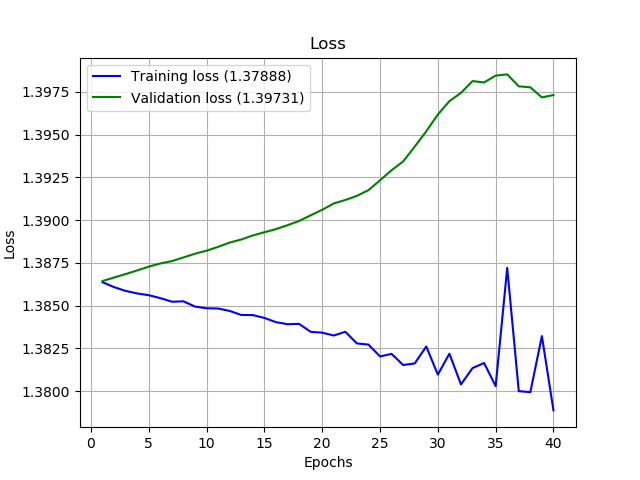 Loss
Training loss (1.37888)
Validation loss (1.39731)
1.3975
1.3950
1.3925
1.3900
1.3875
1.3850
1.3825
1.3800
Loss
0 5 10 15 20 25 30 35 40
Epochs